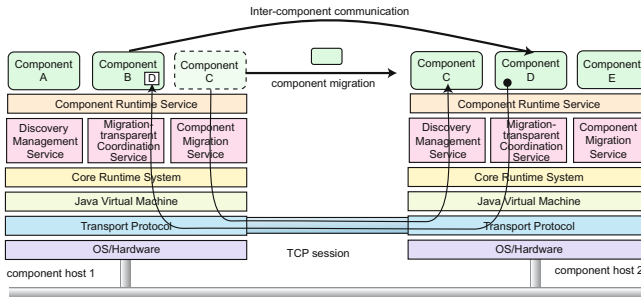 Inter-component communication
Component
A
Component
B
D
Component
C
component migration
Component
C
Component
D
Component
E
Component Runtime Service
Component Runtime Service
Discovery
Management
Service
Migration-
transparent
Coordination
Service
Component
Migration
Service
Discovery
Management
Service
Migration-
transparent
Coordination
Service
Component
Migration
Service
Core Runtime System
Core Runtime System
Java Virtual Machine
Java Virtual Machine
Transport Protocol
Transport Protocol
OS/Hardware
TCP session
OS/Hardware
component host 1
component host 2